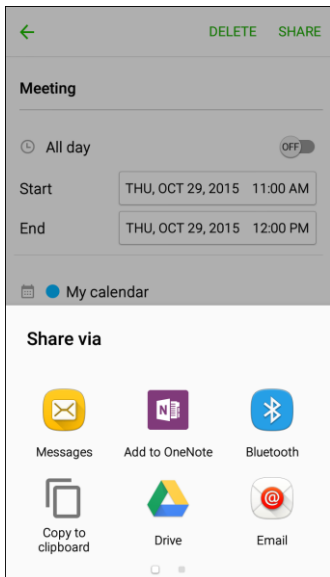 DELETE SHARE
Meeting
All day OFF
Start THU, OCT 29, 2015 11:00 AM
End THU, OCT 29, 2015 12:00 PM
My calendar
Share via
N
Messages Add to OneNote Bluetooth
@
Copy to
clipboard Drive Email